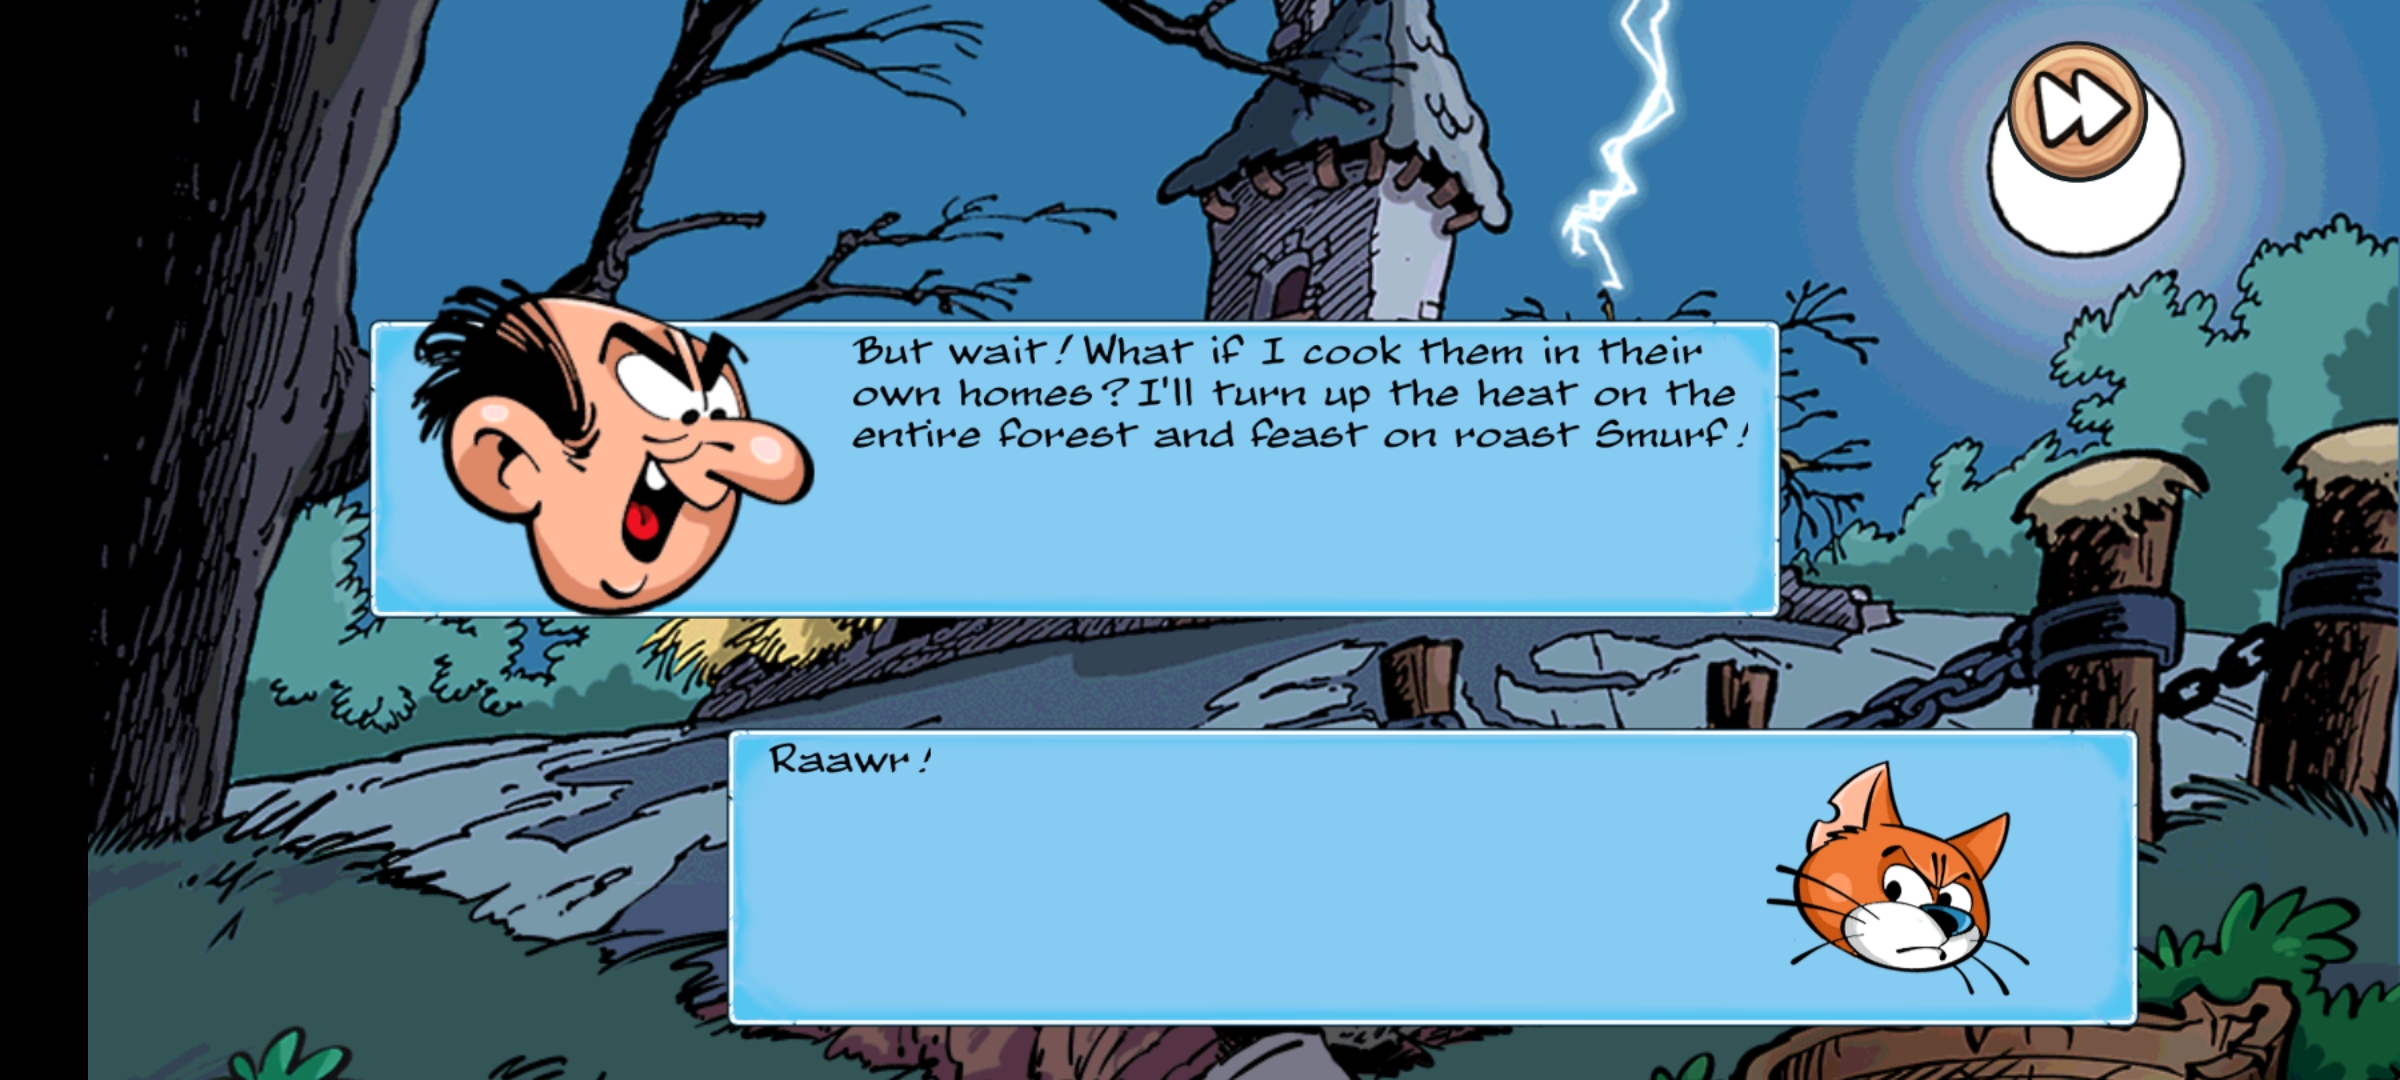 But wait! What if I cook them in their
own homes? I'll turn up the heat on the
entire forest and feast on roast Smurf!
Raawr!